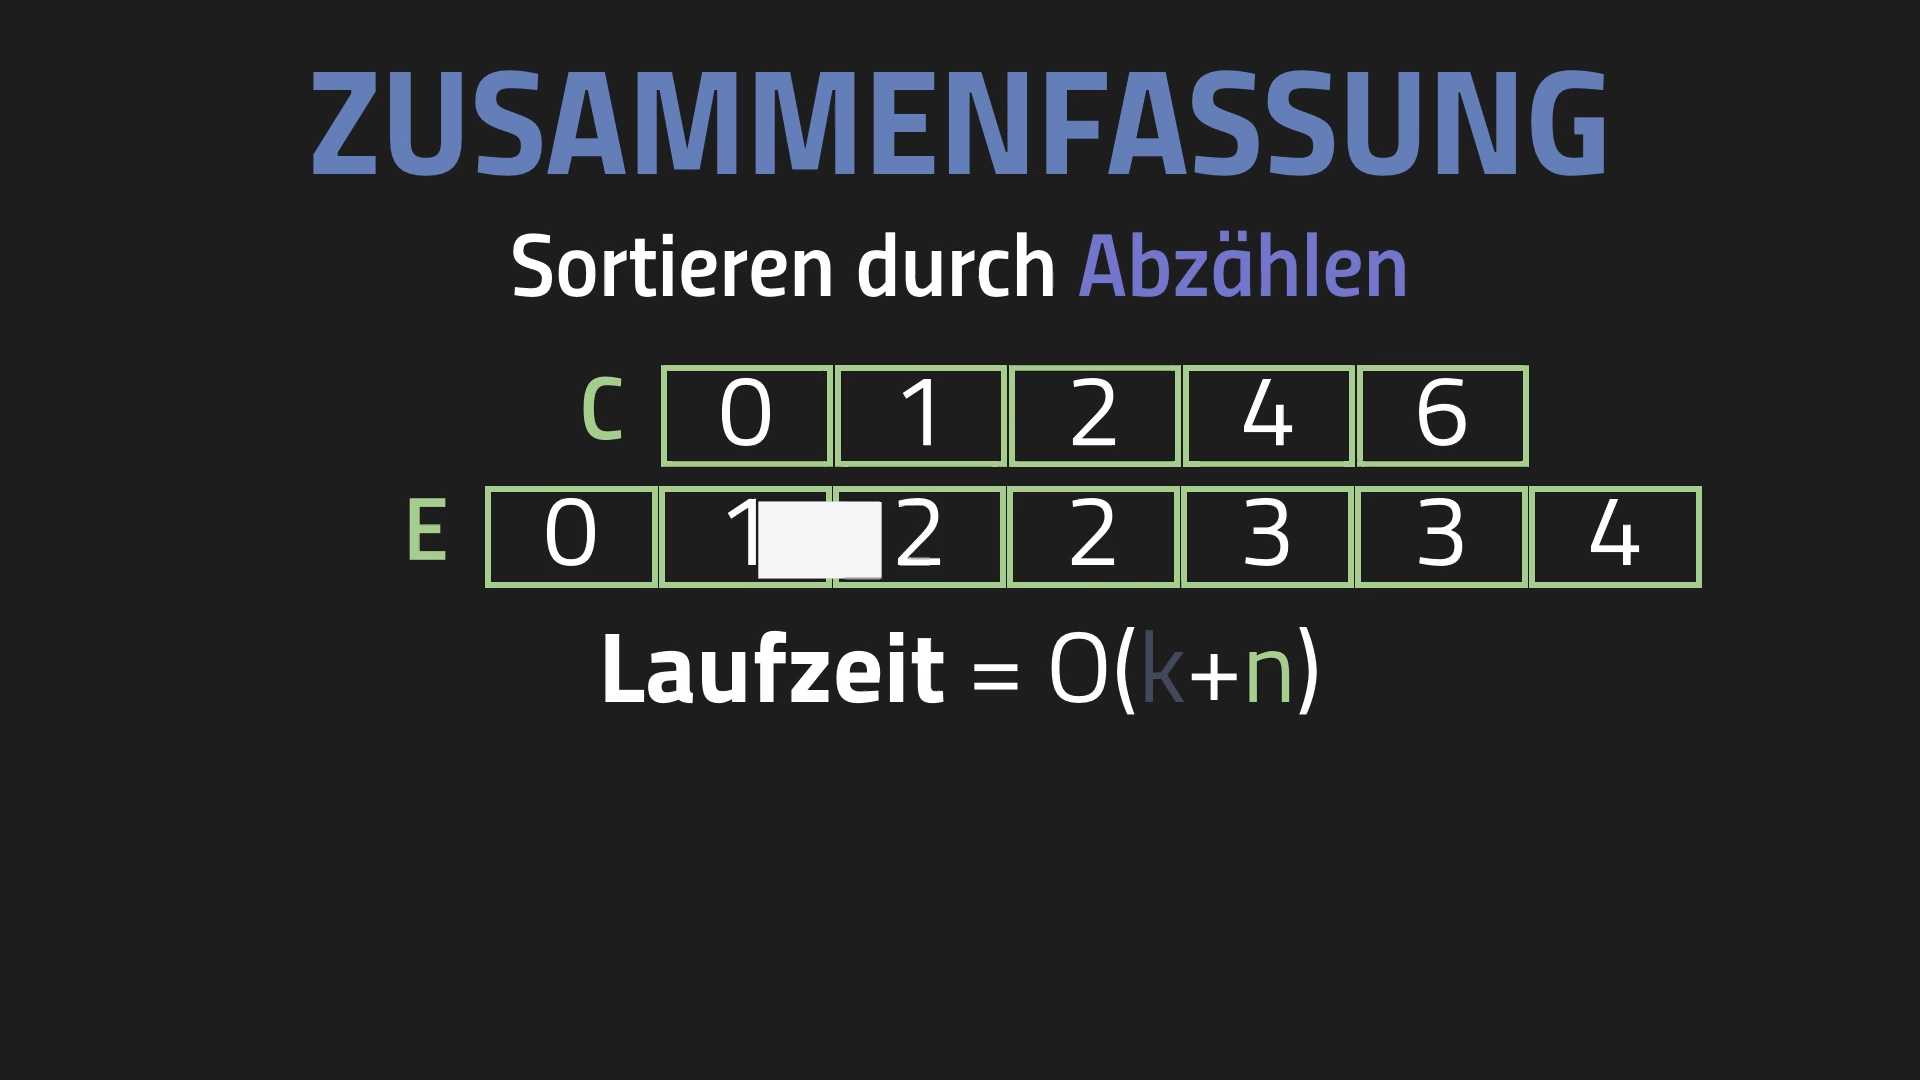 ZUSAMMENFASSUNG
Sortieren durch Abzählen
C 0 1 2 4 6
E 0 1 2 2 3 3 4
Laufzeit = O(k+n)